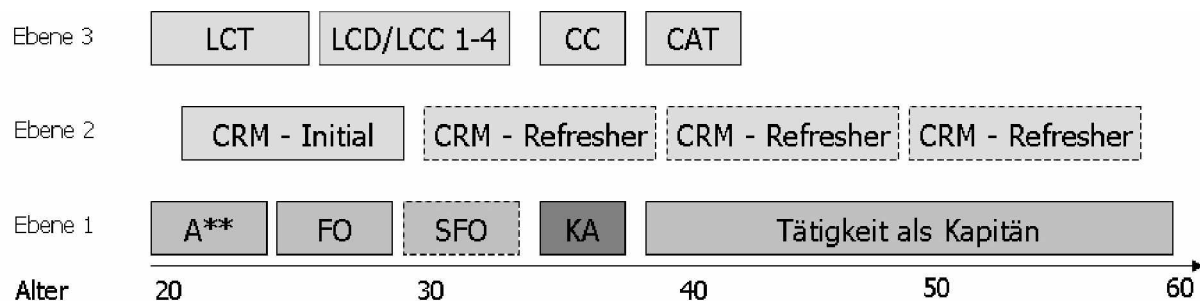 Ebene 3 LCT LCD/LCC 1-4 CC CAT
Ebene 2 CRM - Initial CRM - Refresher CRM - Refresher CRM - Refresher
Ebene 1 A** FO SFO KA Tätigkeit als Kapitän
Alter 20 30 40 50 60